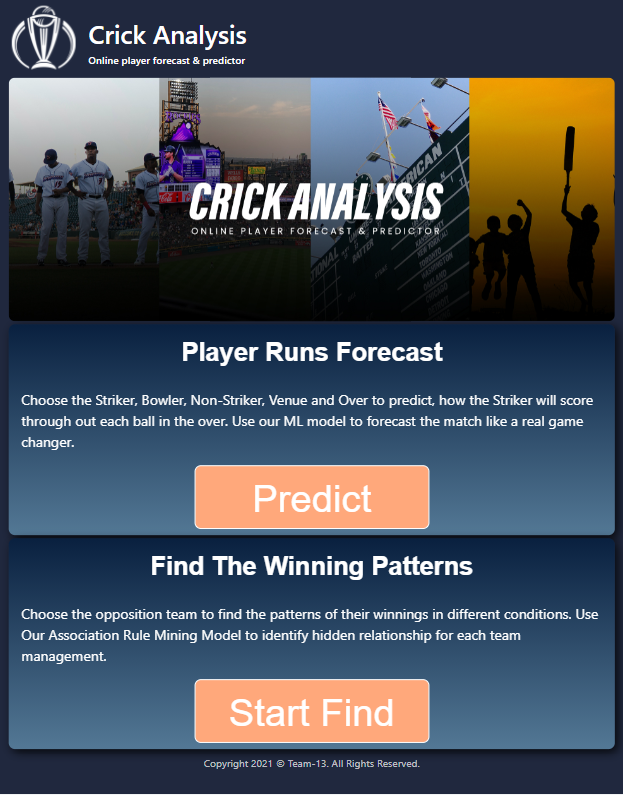 Crick Analysis
Online player forecast & predictor
CRICK ANALYSIS
ONLINE PLAYER FORECAST & PREDICTOR
Player Runs Forecast
Choose the Striker, Bowler, Non-Striker, Venue and Over to predict, how the Striker will score
through out each ball in the over. Use our ML model to forecast the match like a real game
changer.
Predict
Find The Winning Patterns
Choose the opposition team to find the patterns of their winnings in different conditions. Use
Our Association Rule Mining Model to identify hidden relationship for each team
management.
Start Find
Copyright 2021 © Team-13. All Rights Reserved.